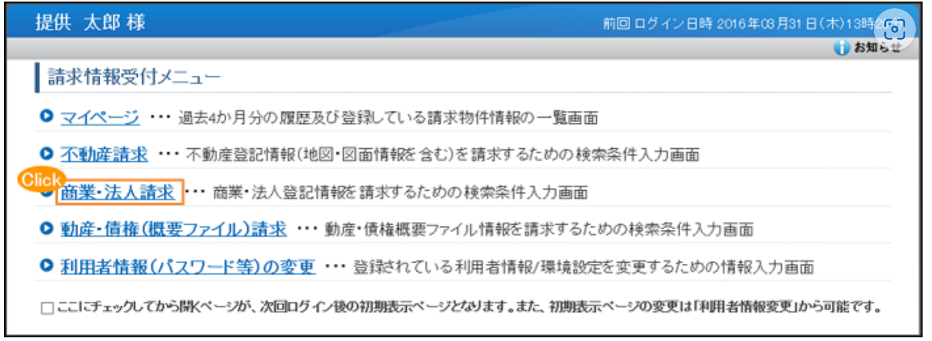 提供 太郎 様
前回ログイン日時 2016年03月31日(木)13時
お知らせ
請求情報受付メニュー
マイページ ・・・ 過去4か月分の履歴及び登録している請求物件情報の一覧画面
不動産請求 ・・・ 不動産登記情報(地図・図面情報を含む)を請求するための検索条件入力画面
Click
商業・法人請求 ・・・ 商業・法人登記情報を請求するための検索条件入力画面
動産・債権(概要ファイル)請求 ・・・ 動産・債権概要ファイル情報を請求するための検索条件入力画面
利用者情報(パスワード等)の変更 ・・・ 登録されている利用者情報/環境設定を変更するための情報入力画面
ここにチェックしてから開くページが、次回ログイン後の初期表示ページとなります。また、初期表示ページの変更は「利用者情報変更」から可能です。